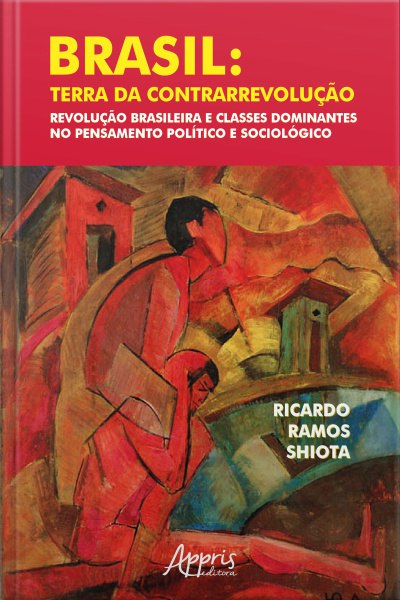 BRASIL:
TERRA DA CONTRARREVOLUÇÃO
REVOLUÇÃO BRASILEIRA E CLASSES DOMINANTES
NO PENSAMENTO POLÍTICO E SOCIOLÓGICO
RICARDO
RAMOS
SHIOTA
Appris
editora